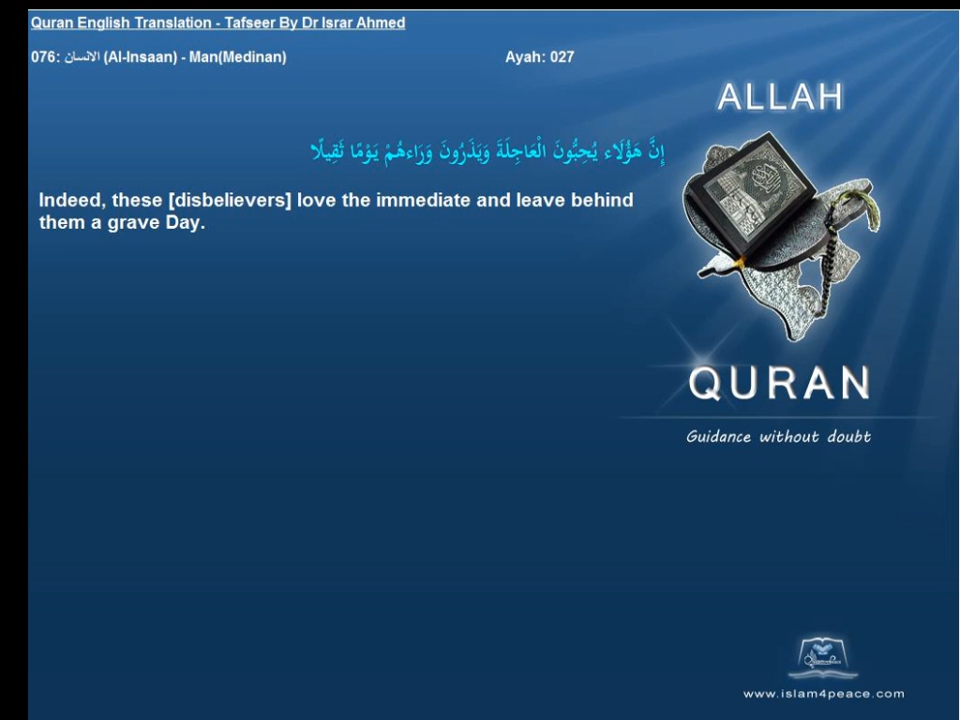 Quran English Translation - Tafseer By Dr Israr Ahmed
076: الانسان (Al-Insaan) - Man(Medinan)
Ayah: 027
ALLAH
إِنَّ هَؤُلَاء يُحِبُّونَ الْعَاجِلَةَ وَيَذَرُونَ وَرَاءهُمْ يَوْمًا ثَقِيلًا
Indeed, these [disbelievers] love the immediate and leave behind
them a grave Day.
QURAN
Guidance without doubt
www.islam4peace.com